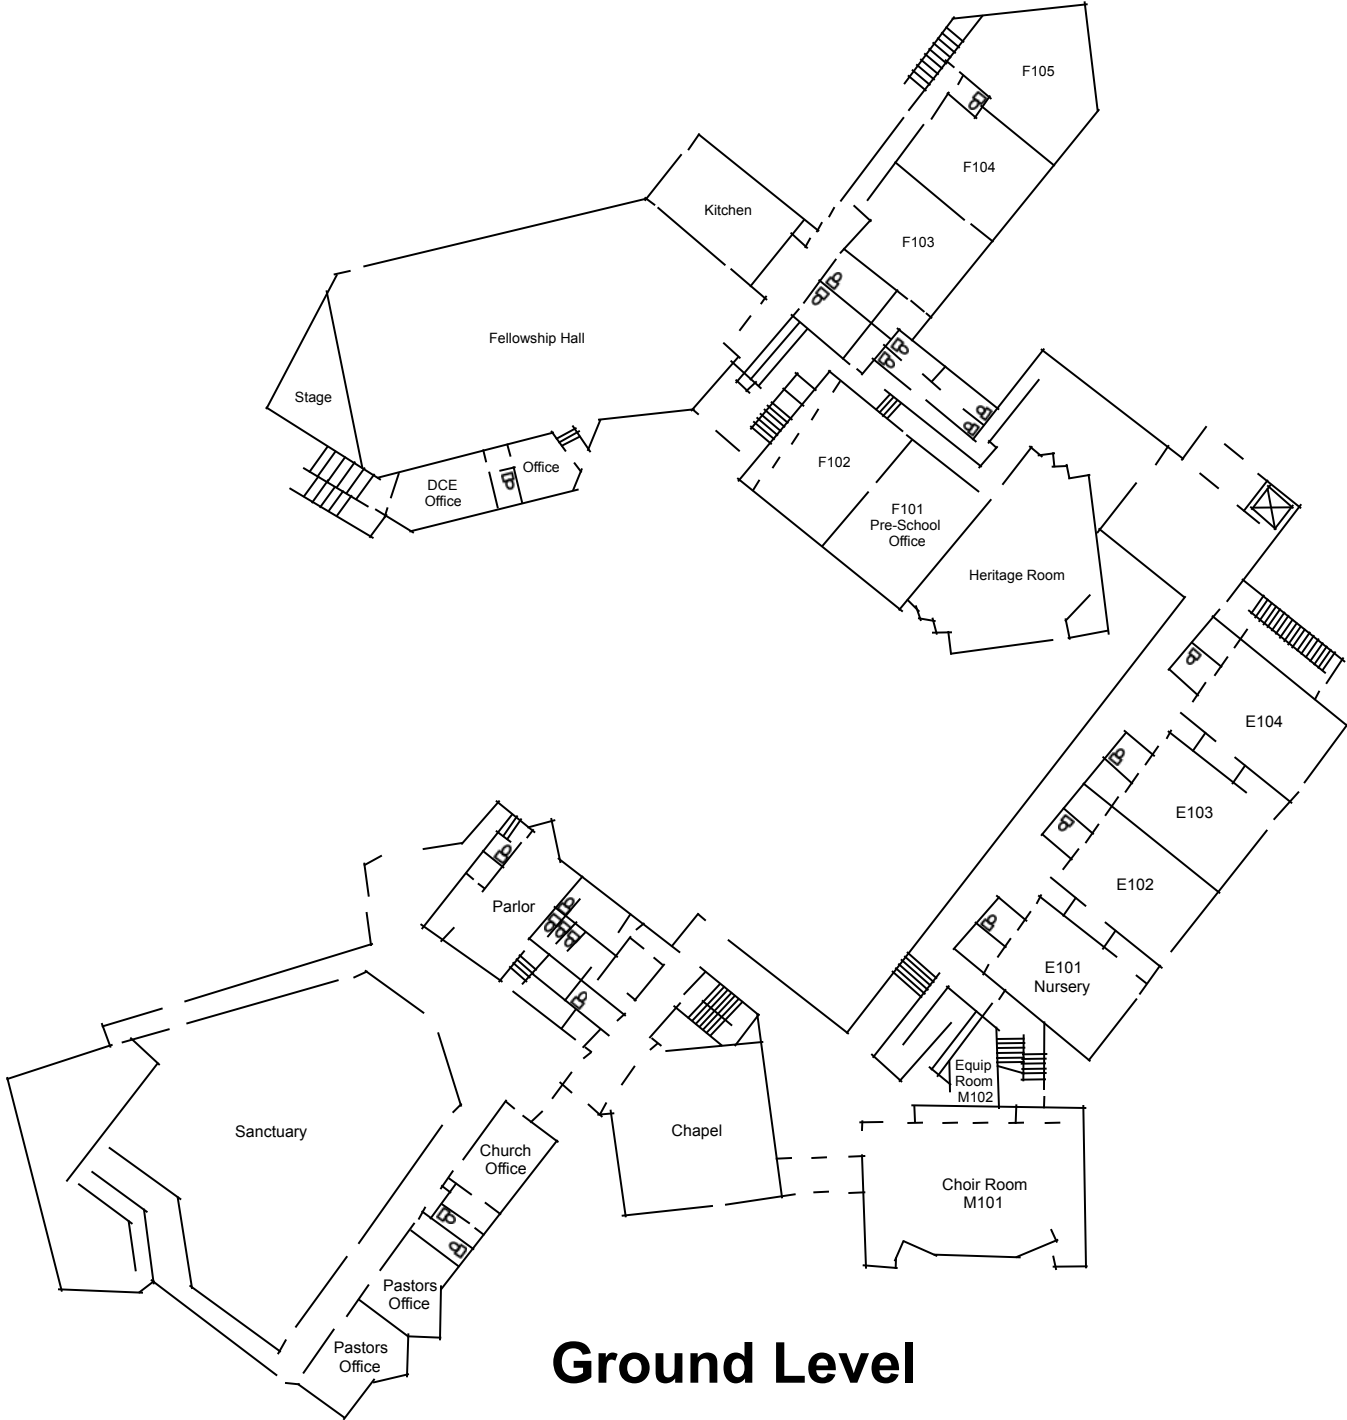 F105
F104
Kitchen
F103
Fellowship Hall
Stage
Office
DCE
Office
F102
F101
Pre-School
Office
Heritage Room
E104
E103
E102
Parlor
E101
Nursery
Equip
Room
M102
Sanctuary
Chapel
Church
Office
Choir Room
M101
Pastors
Office
Pastors
Office
Ground Level